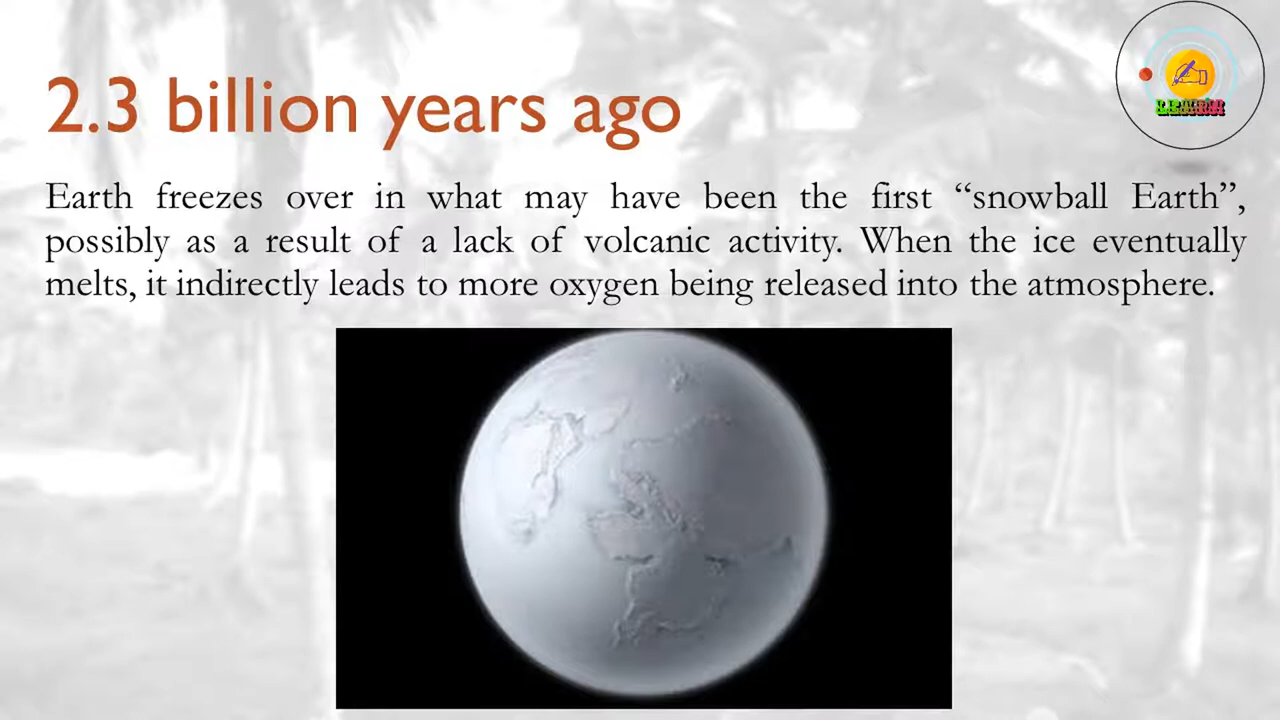 2.3 billion years ago
LEARN
Earth freezes over in what may have been the first “snowball Earth”,
possibly as a result of a lack of volcanic activity. When the ice eventually
melts, it indirectly leads to more oxygen being released into the atmosphere.